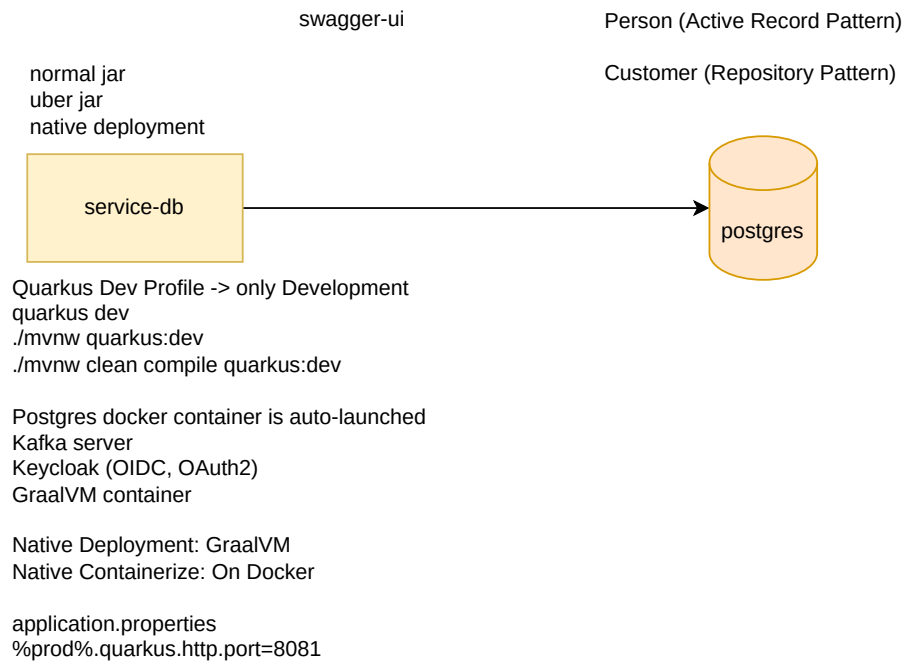 swagger-ui
Person (Active Record Pattern)
Customer (Repository Pattern)
normal jar
uber jar
native deployment
service-db
postgres
Quarkus Dev Profile -> only Development
quarkus dev
./mvnw quarkus:dev
./mvnw clean compile quarkus:dev
Postgres docker container is auto-launched
Kafka server
Keycloak (OIDC, OAuth2)
GraalVM container
Native Deployment: GraalVM
Native Containerize: On Docker
application.properties
%prod%.quarkus.http.port=8081